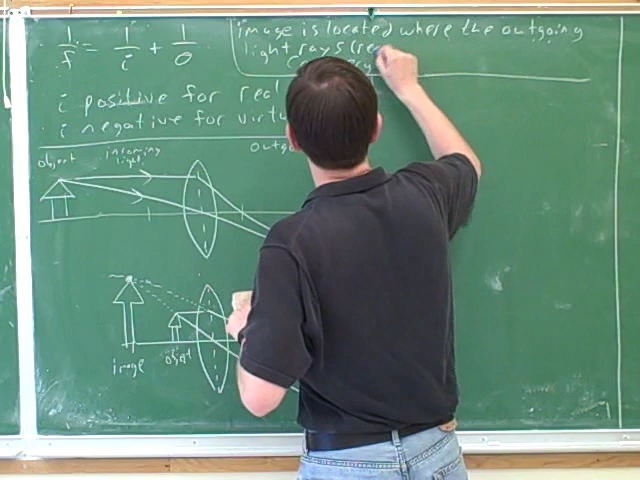 1/f = 1/i + 1/o
image is located where the outgoing
light rays
i positive for real
i negative for virtu
object
incoming
light
outgo
image
object